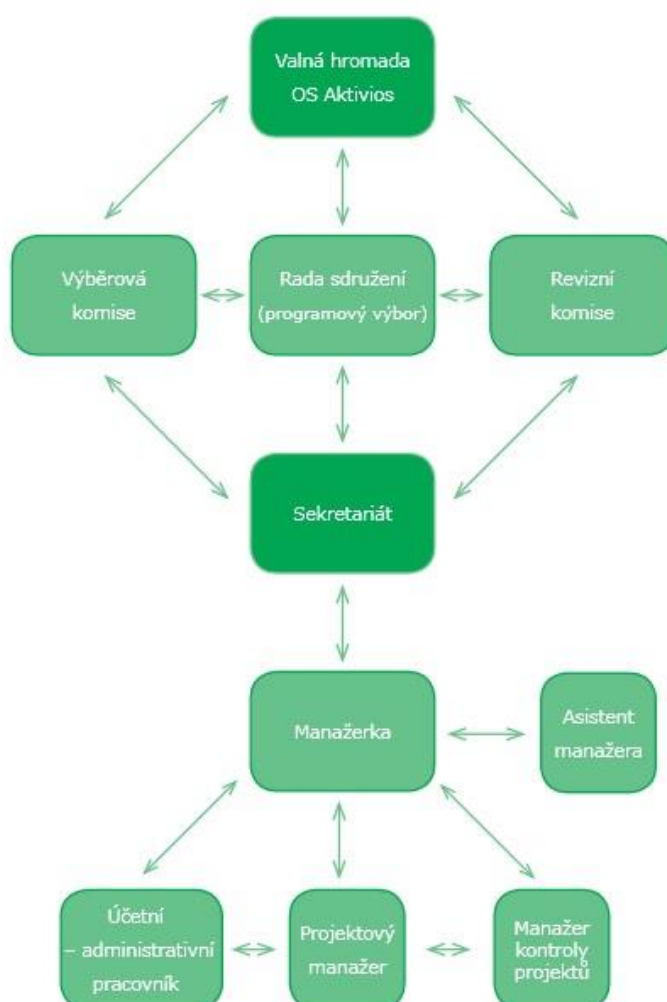 Valná hromada
OS Aktivios
Výběrová
komise
Rada sdružení
(programový výbor)
Revizní
komise
Sekretariát
Manažerka
Asistent
manažera
Účetní
– administrativní
pracovník
Projektový
manažer
Manažer
kontroly
projektů